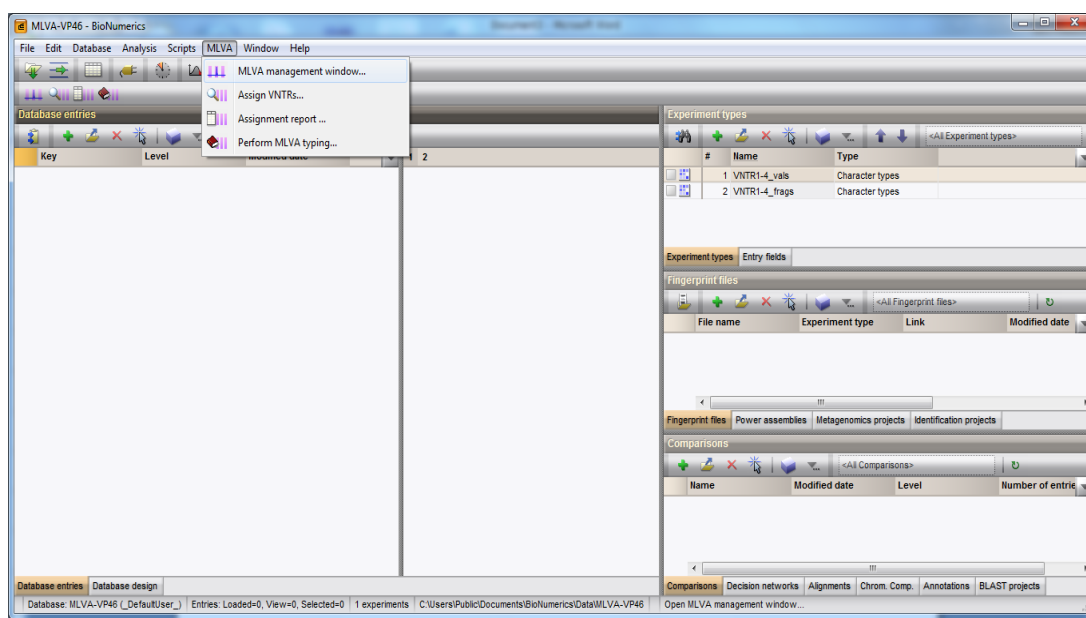 MLVA-VP46 - BioNumerics
Document1 - Microsoft Word
File Edit Database Analysis Scripts MLVA Window Help
MLVA management window...
Assign VNTRs...
Assignment report ...
Perform MLVA typing...
Database entries
Key Level Modified date 1 2
Experiment types
<All Experiment types>
# Name Type
1 VNTR1-4_vals Character types
2 VNTR1-4_frags Character types
Experiment types Entry fields
Fingerprint files
<All Fingerprint files>
File name Experiment type Link Modified date
Fingerprint files Power assemblies Metagenomics projects Identification projects
Comparisons
<All Comparisons>
Name Modified date Level Number of entrie
Database entries Database design
Comparisons Decision networks Alignments Chrom. Comp. Annotations BLAST projects
Database: MLVA-VP46 (_DefaultUser_) Entries: Loaded=0, View=0, Selected=0 1 experiments C:\Users\Public\Documents\BioNumerics\Data\MLVA-VP46 Open MLVA management window...